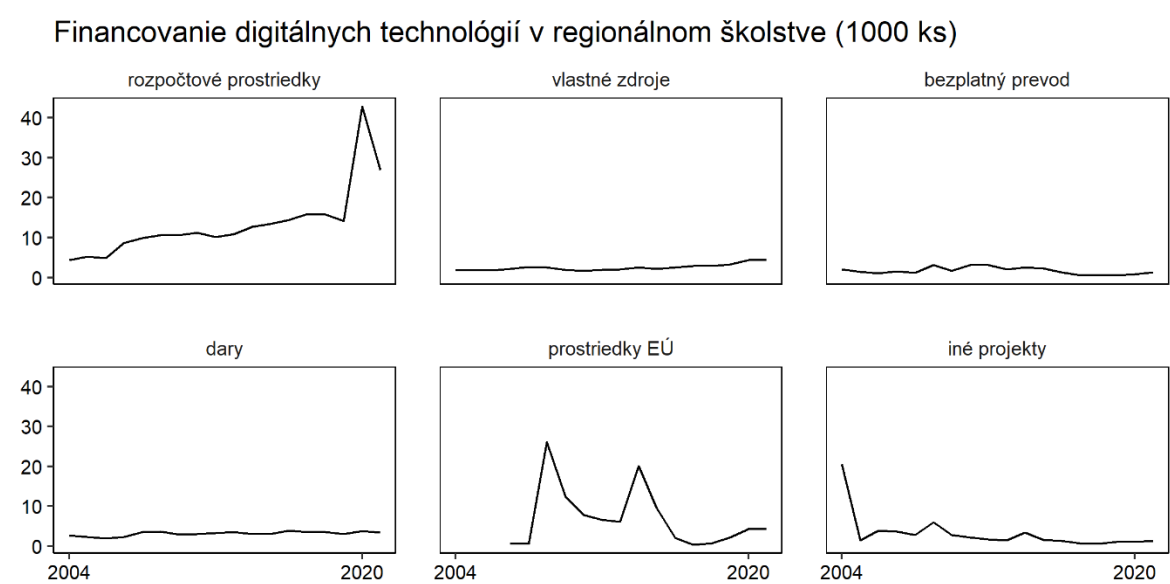 Financovanie digitálnych technológií v regionálnom školstve (1000 ks)
rozpočtové prostriedky
vlastné zdroje
bezplatný prevod
40
30
20
10
0
dary
prostriedky EÚ
iné projekty
40
30
20
10
0
2004 2020 2004 2020 2004 2020